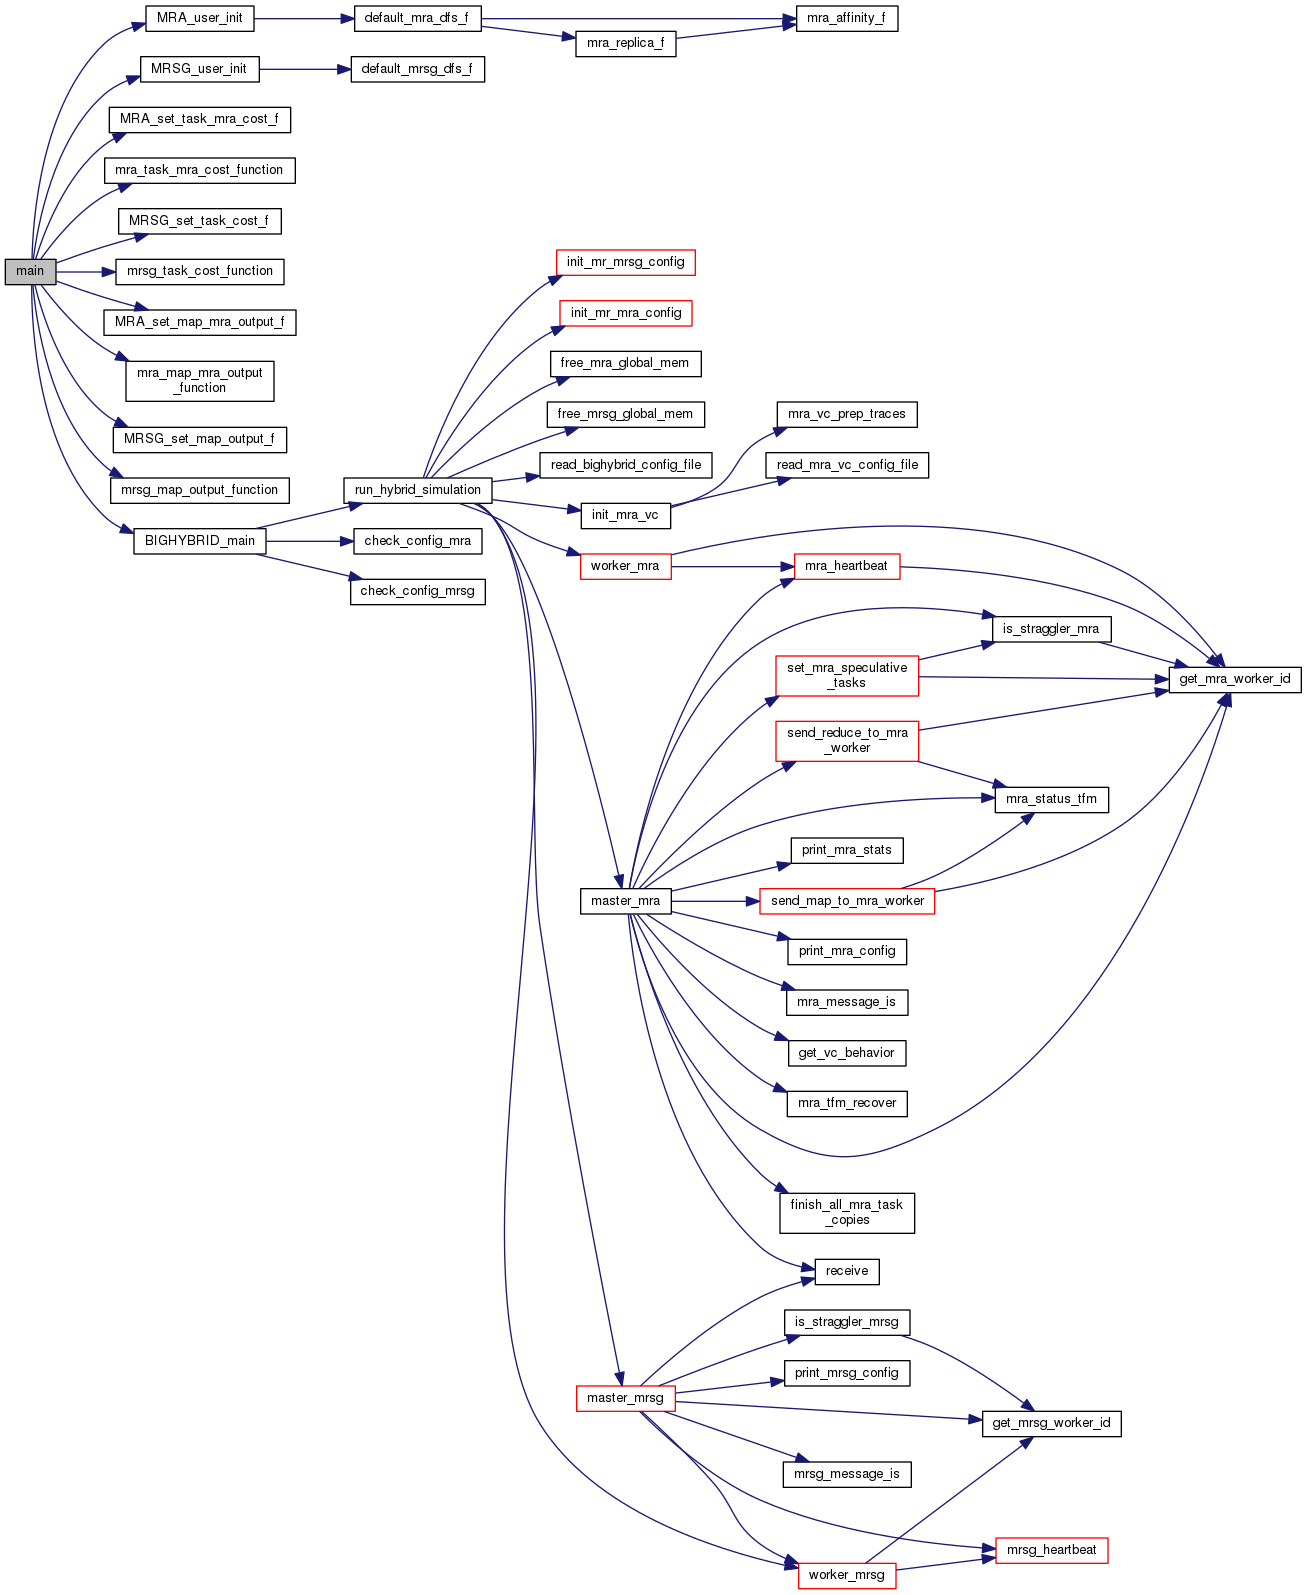 MRA_user_init
default_mra_dfs_f
mra_affinity_f
mra_replica_f
MRSG_user_init
default_mrsg_dfs_f
MRA_set_task_mra_cost_f
mra_task_mra_cost_function
MRSG_set_task_cost_f
main
mrsg_task_cost_function
MRA_set_map_mra_output_f
mra_map_mra_output
_function
MRSG_set_map_output_f
mrsg_map_output_function
BIGHYBRID_main
run_hybrid_simulation
check_config_mra
check_config_mrsg
init_mr_mrsg_config
init_mr_mra_config
free_mra_global_mem
free_mrsg_global_mem
read_bighybrid_config_file
init_mra_vc
mra_vc_prep_traces
read_mra_vc_config_file
worker_mra
mra_heartbeat
is_straggler_mra
set_mra_speculative
_tasks
get_mra_worker_id
send_reduce_to_mra
_worker
mra_status_tfm
print_mra_stats
master_mra
send_map_to_mra_worker
print_mra_config
mra_message_is
get_vc_behavior
mra_tfm_recover
finish_all_mra_task
_copies
receive
is_straggler_mrsg
print_mrsg_config
master_mrsg
get_mrsg_worker_id
mrsg_message_is
mrsg_heartbeat
worker_mrsg